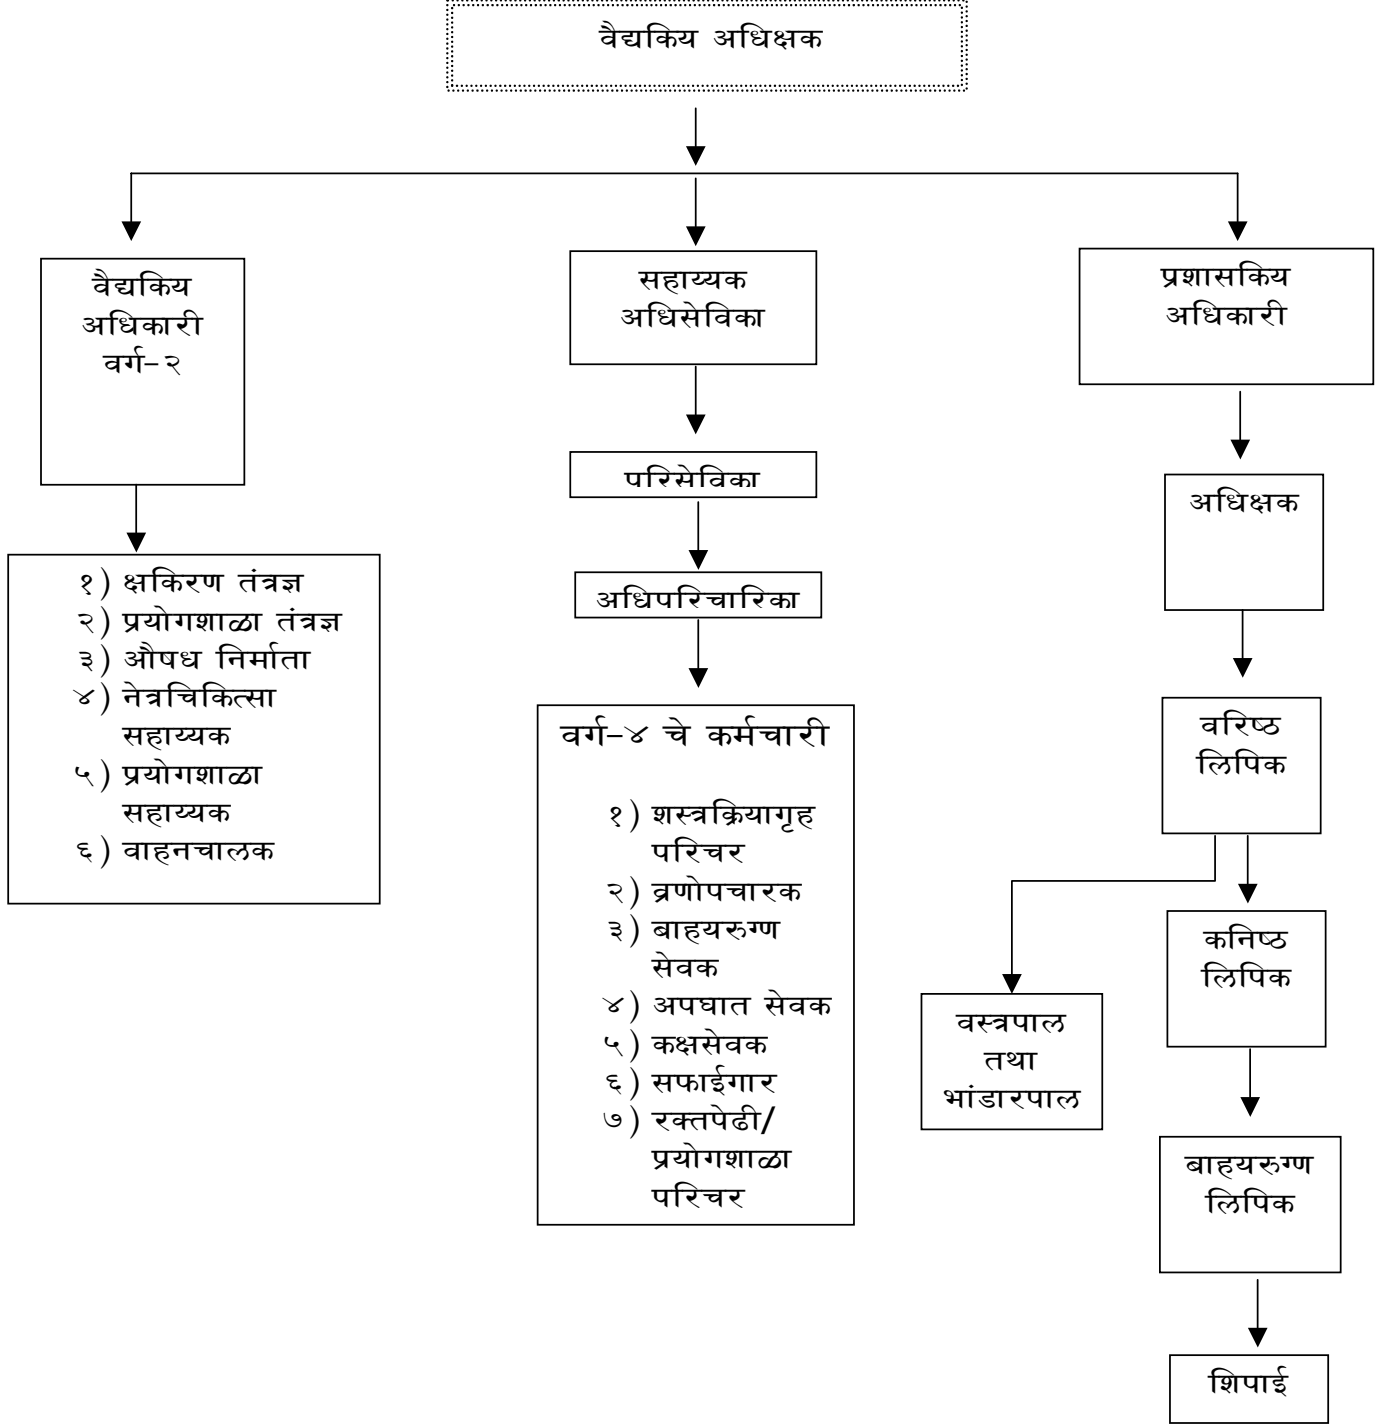 वैद्यकिय अधिक्षक
वैद्यकिय
अधिकारी
वर्ग-२
सहाय्यक
अधिसेविका
प्रशासकिय
अधिकारी
परिसेविका
अधिक्षक
अधिपरिचारिका
१) क्षकिरण तंत्रज्ञ
२) प्रयोगशाळा तंत्रज्ञ
३) औषध निर्माता
४) नेत्रचिकित्सा
सहाय्यक
५) प्रयोगशाळा
सहाय्यक
६) वाहनचालक
वर्ग-४ चे कर्मचारी
१) शस्त्रक्रियागृह
परिचर
२) व्रणोपचारक
३) बाहयरुग्ण
सेवक
४) अपघात सेवक
५) कक्षसेवक
६) सफाईगार
७) रक्तपेढी/
प्रयोगशाळा
परिचर
वरिष्ठ
लिपिक
वस्त्रपाल
तथा
भांडारपाल
कनिष्ठ
लिपिक
बाहयरुग्ण
लिपिक
शिपाई